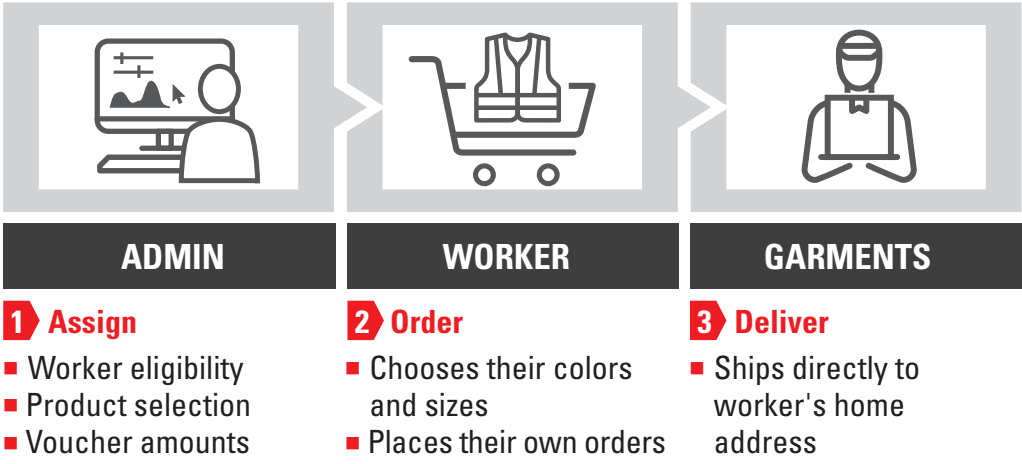 ADMIN
1 Assign
▪ Worker eligibility
▪ Product selection
▪ Voucher amounts
WORKER
2 Order
▪ Chooses their colors
and sizes
▪ Places their own orders
GARMENTS
3 Deliver
▪ Ships directly to
worker's home
address